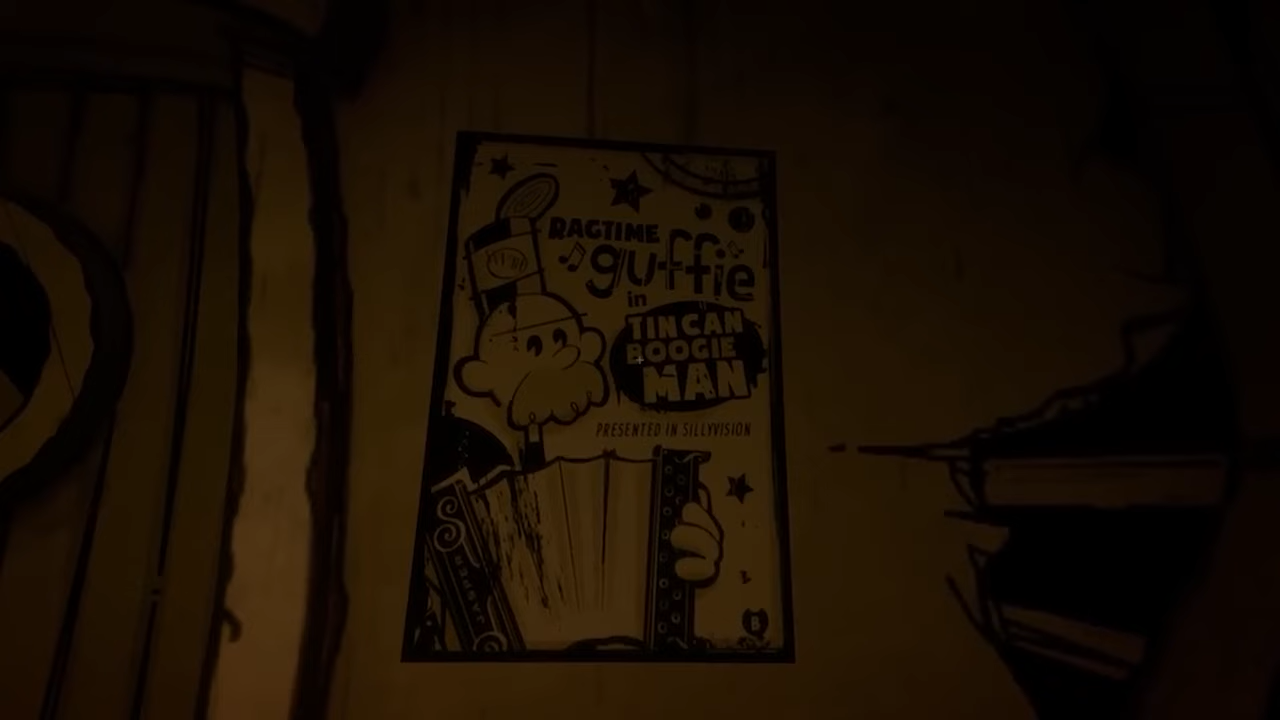 RAGTIME
guffie
in
TIN CAN
BOOGIE
MAN
PRESENTED IN SILLYVISION
B